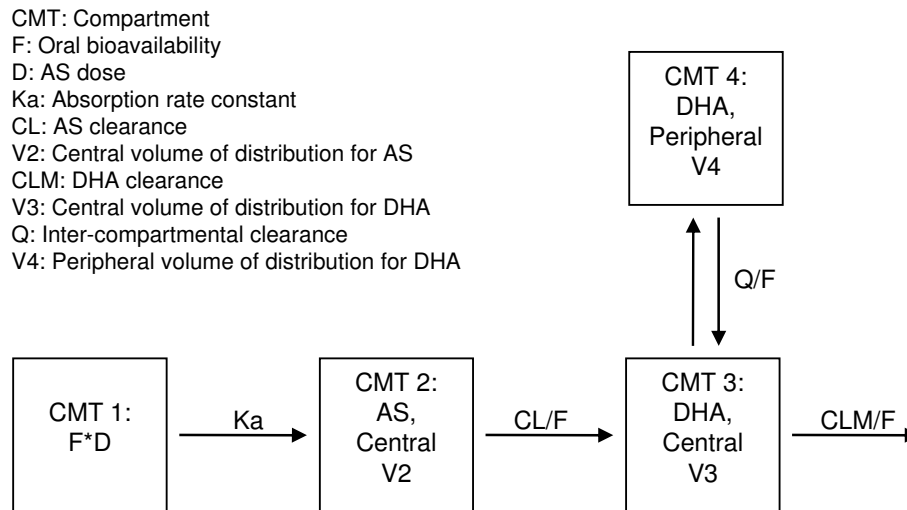 CMT: Compartment
F: Oral bioavailability
D: AS dose
Ka: Absorption rate constant
CL: AS clearance
V2: Central volume of distribution for AS
CLM: DHA clearance
V3: Central volume of distribution for DHA
Q: Inter-compartmental clearance
V4: Peripheral volume of distribution for DHA
CMT 4:
DHA,
Peripheral
V4
Q/F
CMT 1:
F*D
Ka
CMT 2:
AS,
Central
V2
CL/F
CMT 3:
DHA,
Central
V3
CLM/F